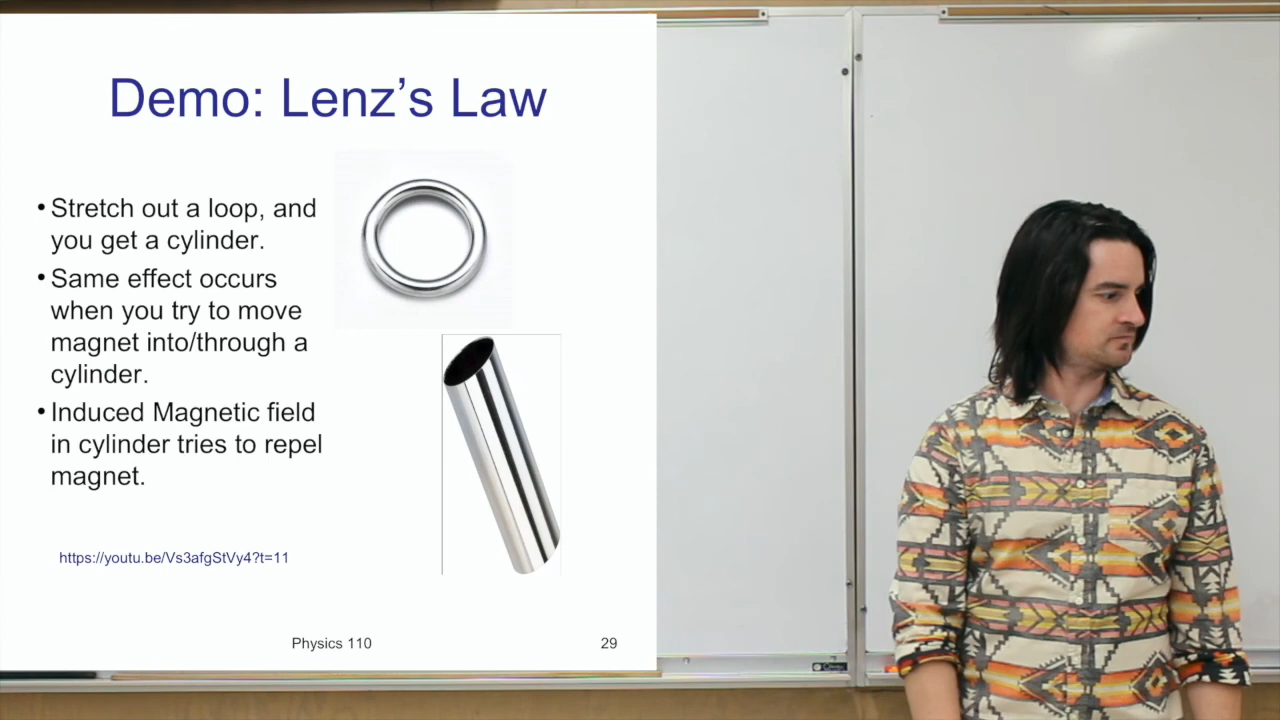 Demo: Lenz’s Law
•Stretch out a loop, and
you get a cylinder.
•Same effect occurs
when you try to move
magnet into/through a
cylinder.
•Induced Magnetic field
in cylinder tries to repel
magnet.
https://youtu.be/Vs3afgStVy4?t=11
Physics 110
29